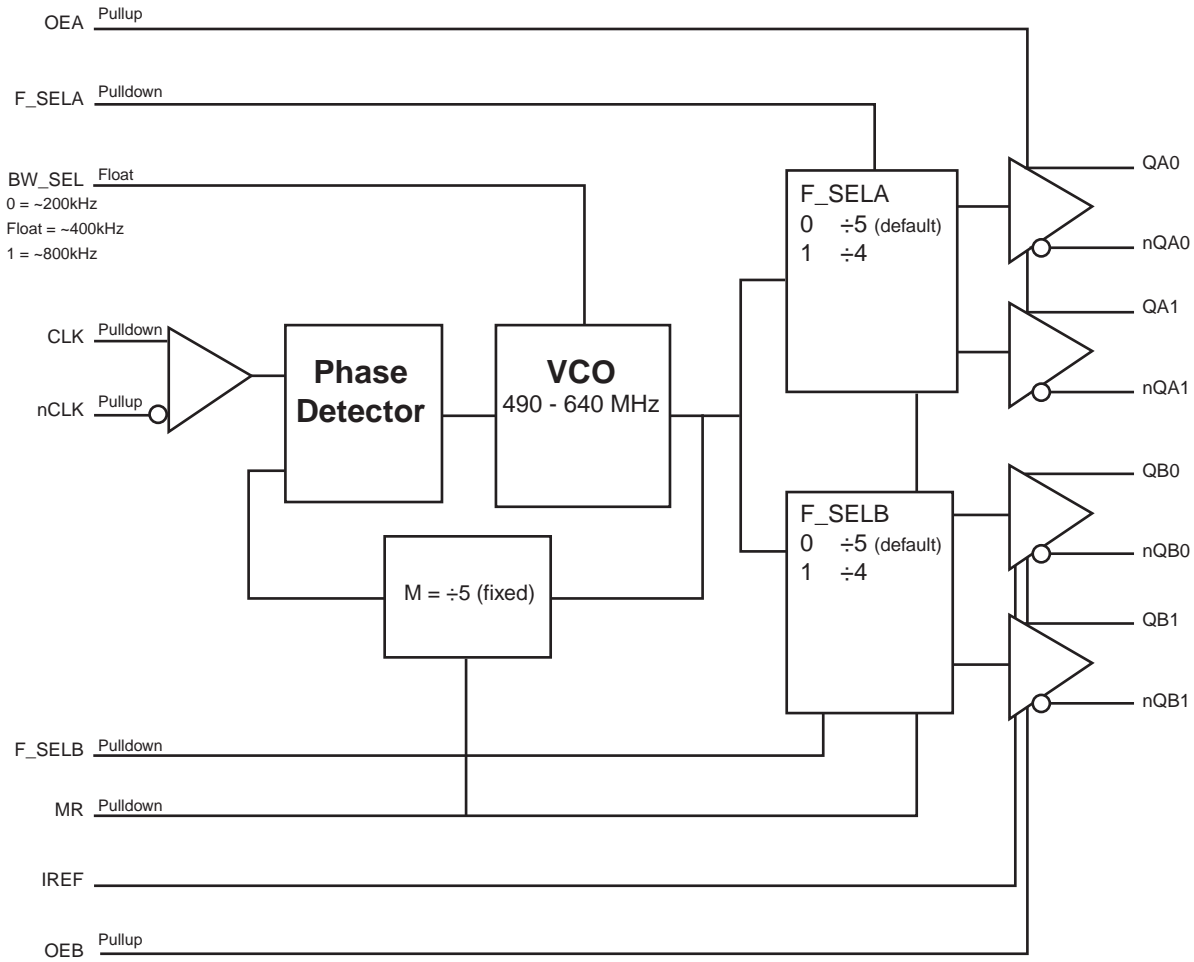 OEA Pullup
F_SELA Pulldown
BW_SEL Float
0 = ~200kHz
Float = ~400kHz
1 = ~800kHz
CLK Pulldown
nCLK Pullup
Phase
Detector
VCO
490 - 640 MHz
M = ÷5 (fixed)
F_SELA
0 ÷5 (default)
1 ÷4
F_SELB
0 ÷5 (default)
1 ÷4
QA0
nQA0
QA1
nQA1
QB0
nQB0
QB1
nQB1
F_SELB Pulldown
MR Pulldown
IREF
OEB Pullup